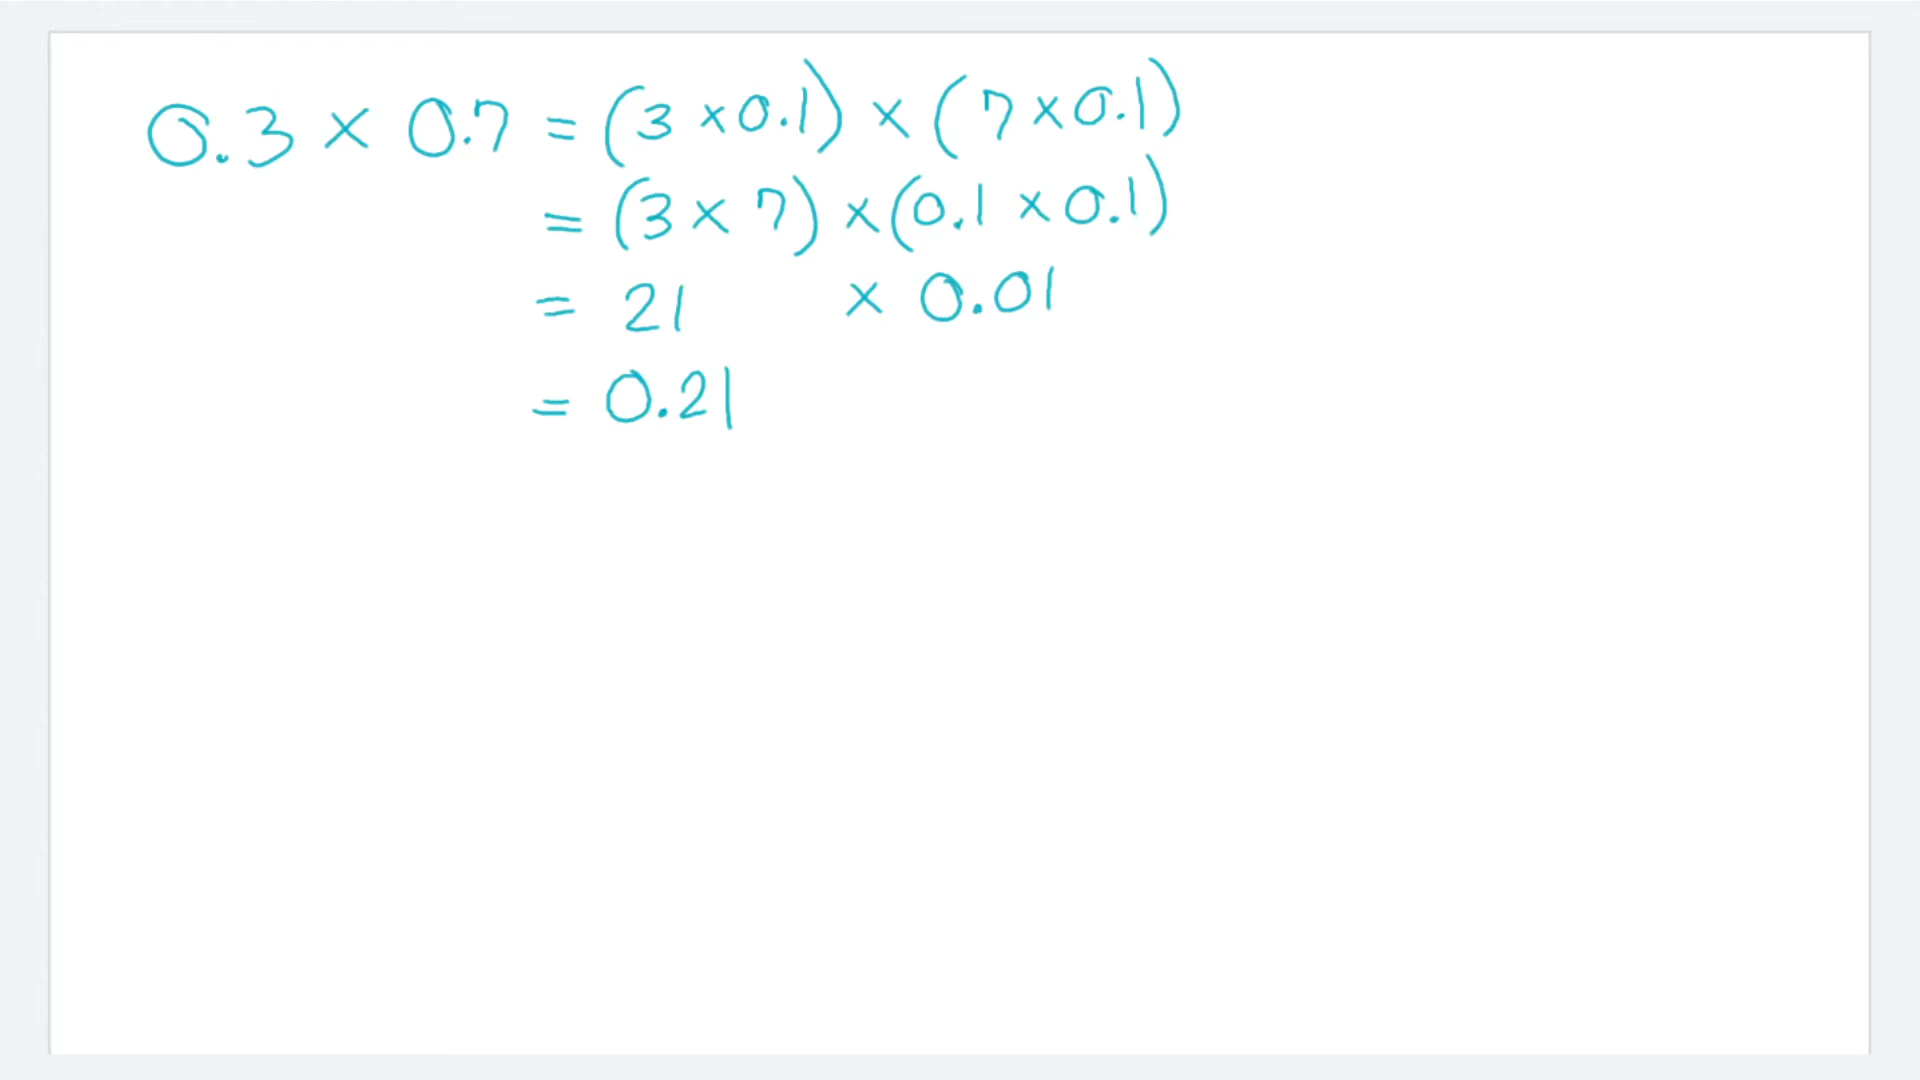 0.3 × 0.7 = (3 × 0.1) × (7 × 0.1)
= (3 × 7) × (0.1 × 0.1)
= 21 × 0.01
= 0.21